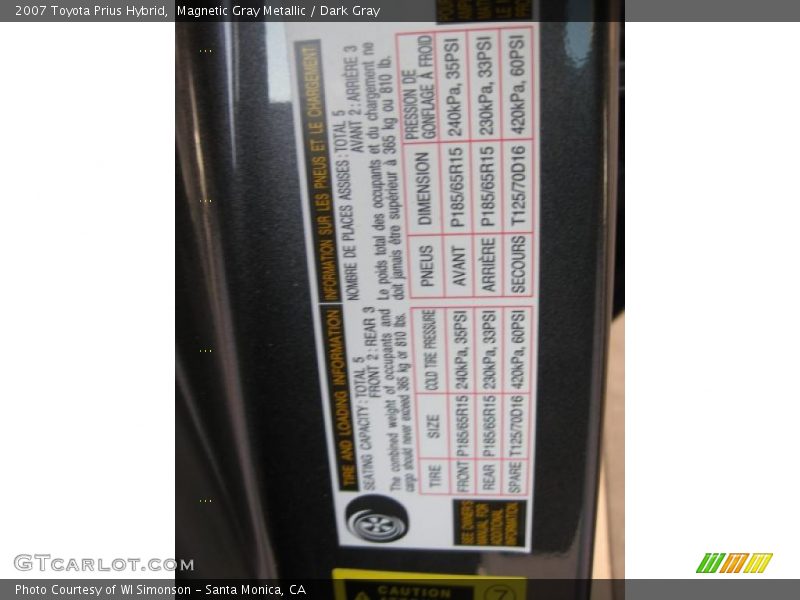 2007 Toyota Prius Hybrid, Magnetic Gray Metallic / Dark Gray
TIRE AND LOADING INFORMATION
SEATING CAPACITY : TOTAL 5
FRONT 2 : REAR 3
The combined weight of occupants and
cargo should never exceed 365 kg or 810 lbs.
TIRE SIZE COLD TIRE PRESSURE
FRONT P185/65R15 240kPa, 35PSI
REAR P185/65R15 230kPa, 33PSI
SPARE T125/70D16 420kPa, 60PSI
SEE OWNER'S
MANUAL FOR
ADDITIONAL
INFORMATION
INFORMATION SUR LES PNEUS ET LE CHARGEMENT
NOMBRE DE PLACES ASSISES : TOTAL 5
AVANT 2 : ARRIÈRE 3
Le poids total des occupants et du chargement ne
doit jamais être supérieur à 365 kg ou 810 lb.
PNEUS DIMENSION PRESSION DE
GONFLAGE À FROID
AVANT P185/65R15 240kPa, 35PSI
ARRIÈRE P185/65R15 230kPa, 33PSI
SECOURS T125/70D16 420kPa, 60PSI
CAUTION
GTCARLOT.COM
Photo Courtesy of WI Simonson – Santa Monica, CA